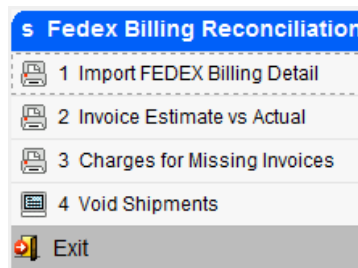 s Fedex Billing Reconciliation
1 Import FEDEX Billing Detail
2 Invoice Estimate vs Actual
3 Charges for Missing Invoices
4 Void Shipments
Exit